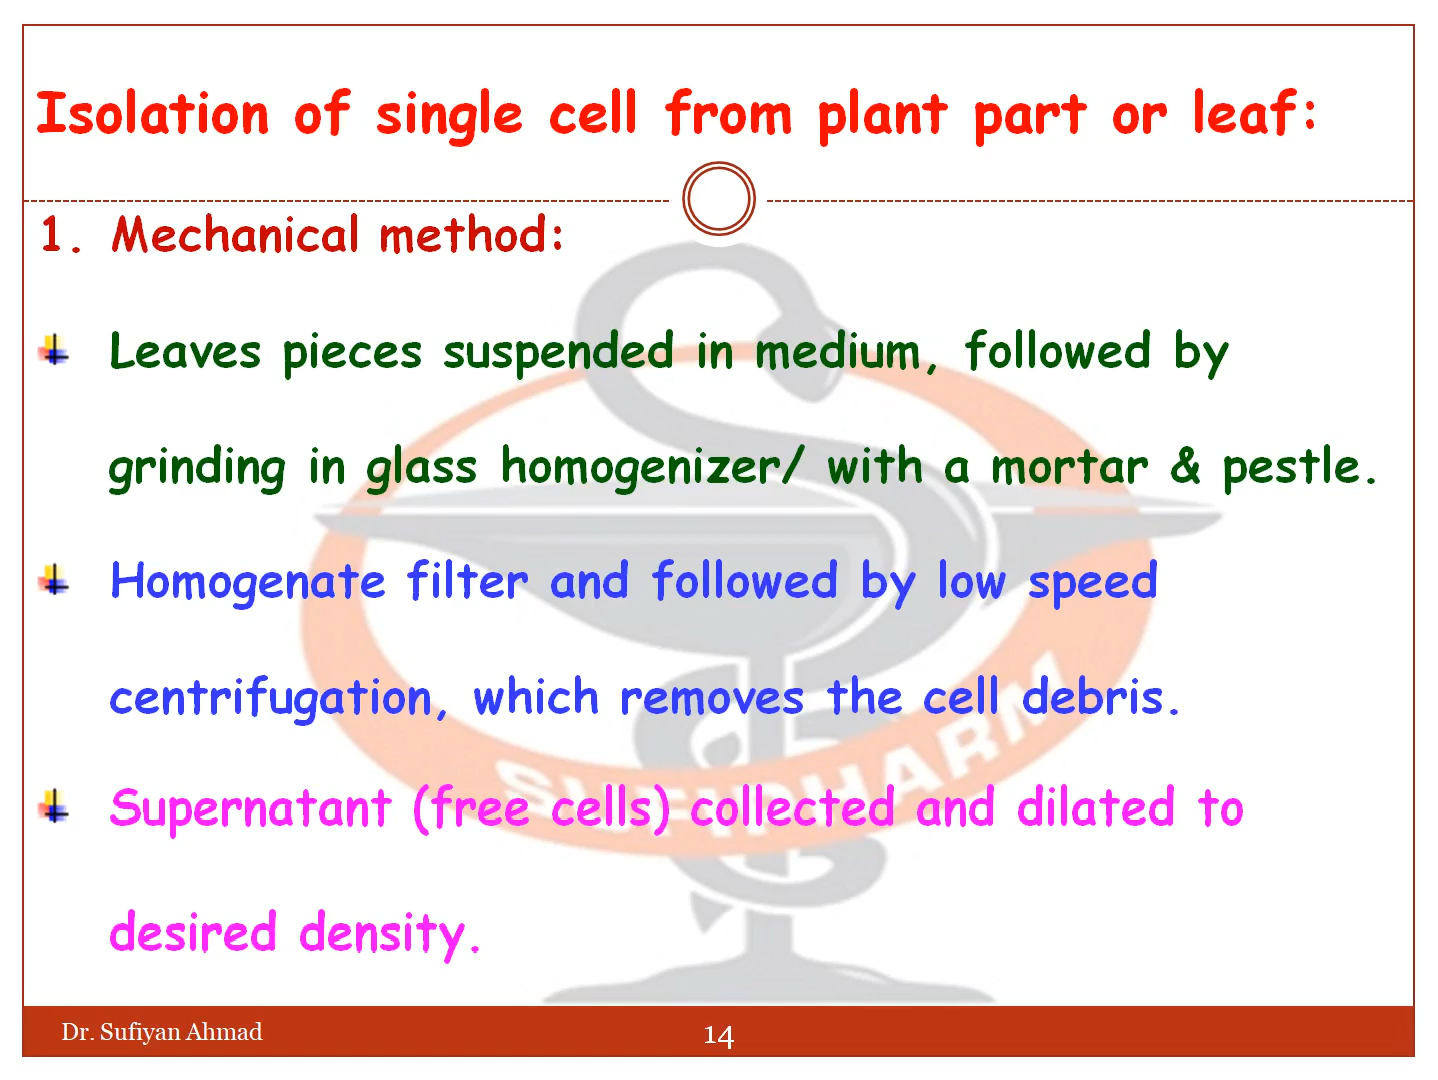 Isolation of single cell from plant part or leaf:
1. Mechanical method:
Leaves pieces suspended in medium, followed by
grinding in glass homogenizer/ with a mortar & pestle.
Homogenate filter and followed by low speed
centrifugation, which removes the cell debris.
Supernatant (free cells) collected and dilated to
desired density.
SUFIPHARM
Dr. Sufiyan Ahmad
14